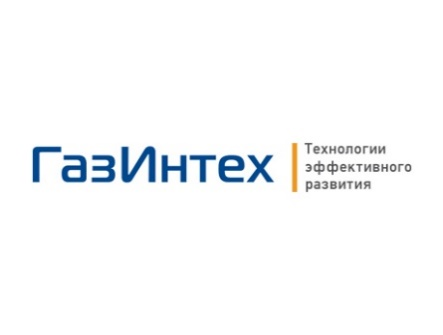 ГазИнтех
Технологии
эффективного
развития